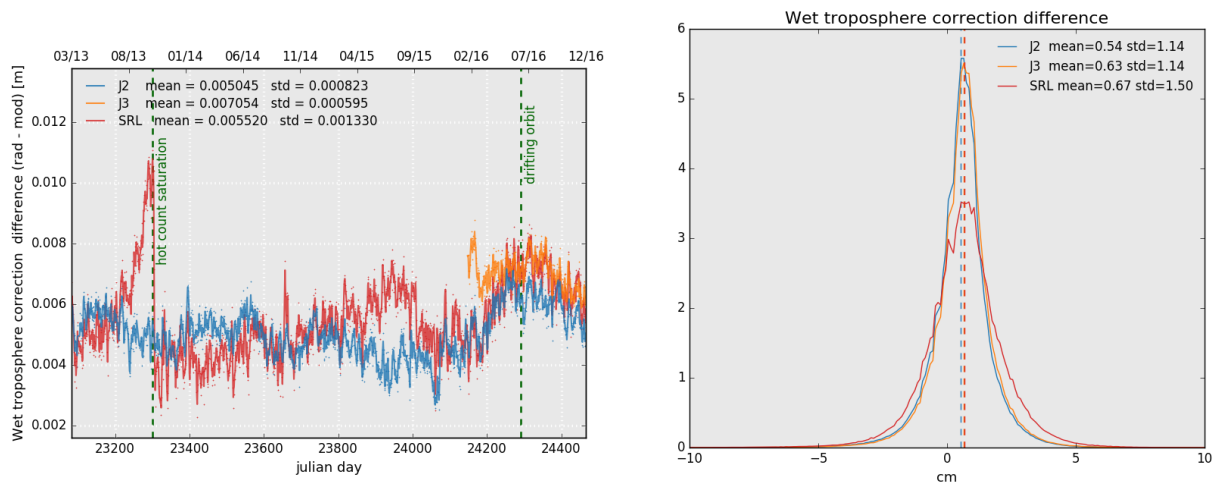 03/13 08/13 01/14 06/14 11/14 04/15 09/15 02/16 07/16 12/16
Wet troposphere correction  difference (rad - mod) [m]
J2 mean = 0.005045 std = 0.000823
J3 mean = 0.007054 std = 0.000595
SRL mean = 0.005520 std = 0.001330
hot count saturation
drifting orbit
0.012
0.010
0.008
0.006
0.004
0.002
23200 23400 23600 23800 24000 24200 24400
julian day
Wet troposphere correction difference
J2 mean=0.54 std=1.14
J3 mean=0.63 std=1.14
SRL mean=0.67 std=1.50
6
5
4
3
2
1
0
−10 −5 0 5 10
cm